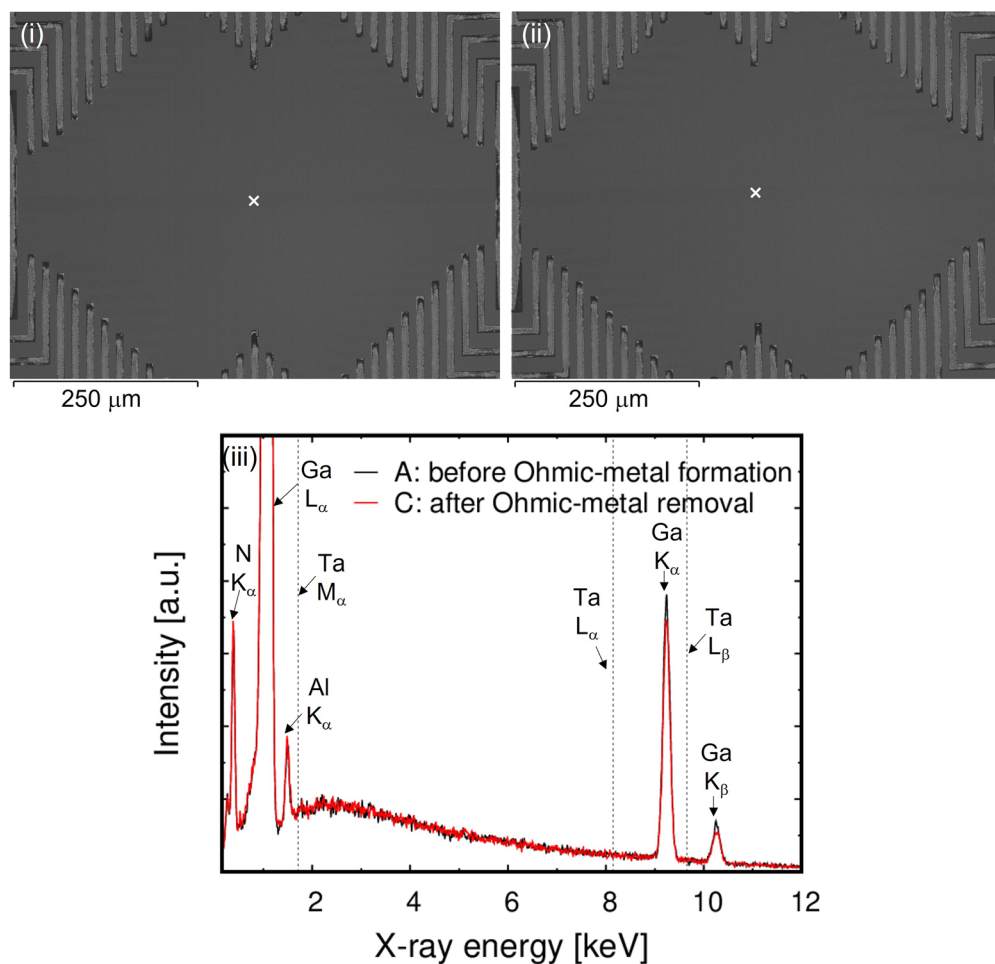 (i)
(ii)
250 μm
250 μm
(iii)
Ga
Lα
A: before Ohmic-metal formation
C: after Ohmic-metal removal
N
Kα
Ta
Mα
Al
Kα
Ta
Lα
Ga
Kα
Ta
Lβ
Ga
Kβ
Intensity [a.u.]
2 4 6 8 10 12
X-ray energy [keV]